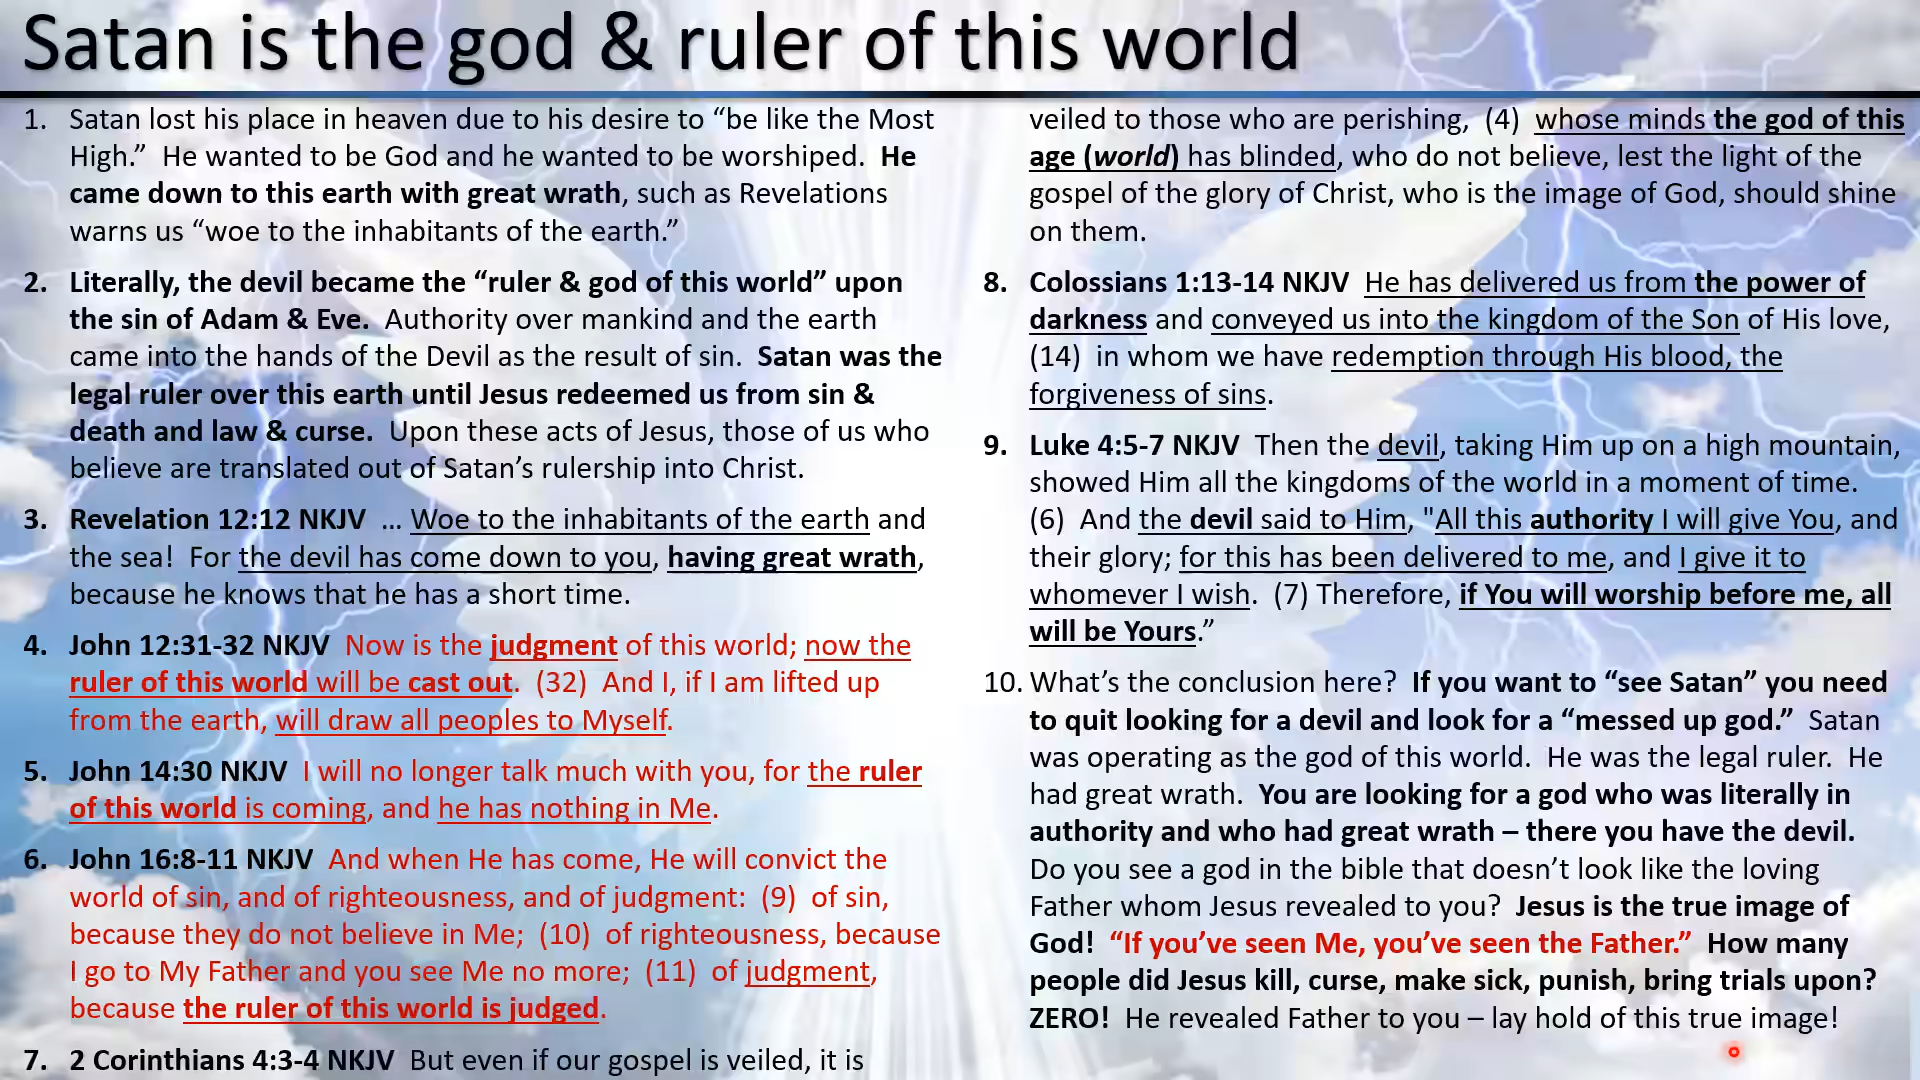 Satan is the god & ruler of this world
1. Satan lost his place in heaven due to his desire to “be like the Most
High.”  He wanted to be God and he wanted to be worshiped.  He
came down to this earth with great wrath, such as Revelations
warns us “woe to the inhabitants of the earth.”
2. Literally, the devil became the “ruler & god of this world” upon
the sin of Adam & Eve.  Authority over mankind and the earth
came into the hands of the Devil as the result of sin.  Satan was the
legal ruler over this earth until Jesus redeemed us from sin &
death and law & curse.  Upon these acts of Jesus, those of us who
believe are translated out of Satan’s rulership into Christ.
3. Revelation 12:12 NKJV  … Woe to the inhabitants of the earth and
the sea!  For the devil has come down to you, having great wrath,
because he knows that he has a short time.
4. John 12:31-32 NKJV  Now is the judgment of this world; now the
ruler of this world will be cast out.  (32)  And I, if I am lifted up
from the earth, will draw all peoples to Myself.
5. John 14:30 NKJV  I will no longer talk much with you, for the ruler
of this world is coming, and he has nothing in Me.
6. John 16:8-11 NKJV  And when He has come, He will convict the
world of sin, and of righteousness, and of judgment:  (9)  of sin,
because they do not believe in Me;  (10)  of righteousness, because
I go to My Father and you see Me no more;  (11)  of judgment,
because the ruler of this world is judged.
7. 2 Corinthians 4:3-4 NKJV  But even if our gospel is veiled, it is
veiled to those who are perishing,  (4)  whose minds the god of this
age (world) has blinded, who do not believe, lest the light of the
gospel of the glory of Christ, who is the image of God, should shine
on them.
8. Colossians 1:13-14 NKJV  He has delivered us from the power of
darkness and conveyed us into the kingdom of the Son of His love,
(14)  in whom we have redemption through His blood, the
forgiveness of sins.
9. Luke 4:5-7 NKJV  Then the devil, taking Him up on a high mountain,
showed Him all the kingdoms of the world in a moment of time.
(6)  And the devil said to Him, "All this authority I will give You, and
their glory; for this has been delivered to me, and I give it to
whomever I wish.  (7) Therefore, if You will worship before me, all
will be Yours.”
10. What’s the conclusion here?  If you want to “see Satan” you need
to quit looking for a devil and look for a “messed up god.”  Satan
was operating as the god of this world.  He was the legal ruler.  He
had great wrath.  You are looking for a god who was literally in
authority and who had great wrath – there you have the devil.
Do you see a god in the bible that doesn’t look like the loving
Father whom Jesus revealed to you?  Jesus is the true image of
God!  “If you’ve seen Me, you’ve seen the Father.”  How many
people did Jesus kill, curse, make sick, punish, bring trials upon?
ZERO!  He revealed Father to you – lay hold of this true image!